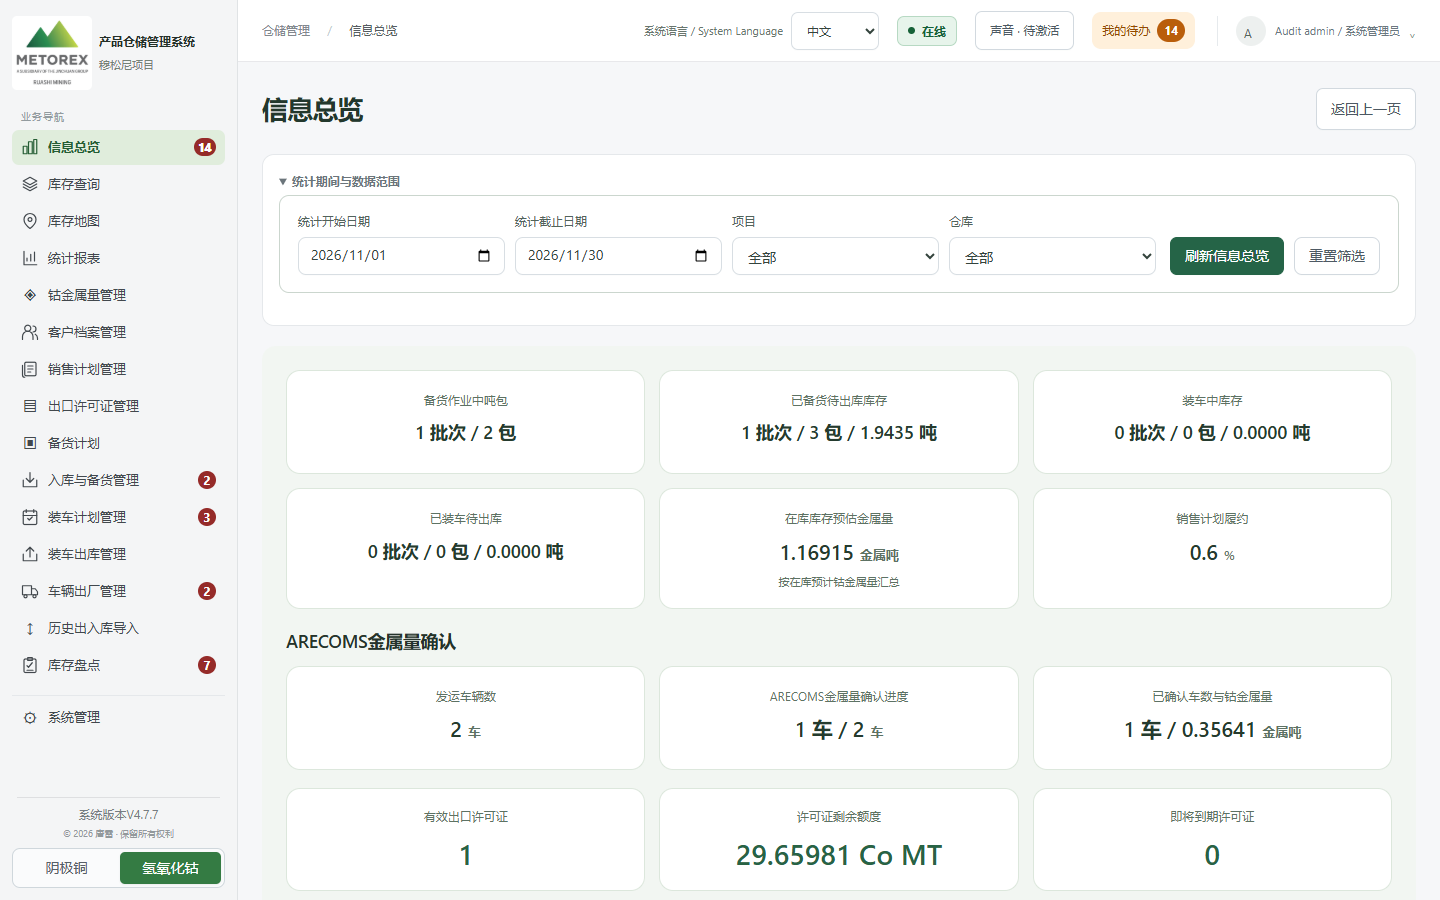 METOREX
A SUBSIDIARY OF THE JINCHUAN GROUP
RUASHI MINING
产品仓储管理系统
穆松尼项目
业务导航
信息总览 14
库存查询
库存地图
统计报表
钴金属量管理
客户档案管理
销售计划管理
出口许可证管理
备货计划
入库与备货管理 2
装车计划管理 3
装车出库管理
车辆出厂管理 2
历史出入库导入
库存盘点 7
系统管理
系统版本V4.7.7
阴极铜 氢氧化钴
仓储管理 / 信息总览
系统语言 / System Language 中文 在线 声音 · 待激活 我的待办 14 A Audit admin / 系统管理员
信息总览
返回上一页
统计期间与数据范围
统计开始日期 统计截止日期 项目 仓库
2026/11/01 2026/11/30 全部 全部 刷新信息总览 重置筛选
备货作业中吨包 已备货待出库库存 装车中库存
1 批次 / 2 包 1 批次 / 3 包 / 1.9435 吨 0 批次 / 0 包 / 0.0000 吨
已装车待出库 在库库存预估金属量 销售计划履约
0 批次 / 0 包 / 0.0000 吨 1.16915 金属吨 0.6 %
按在库预计钴金属量汇总
ARECOMS金属量确认
发运车辆数 ARECOMS金属量确认进度 已确认车数与钴金属量
2 车 1 车 / 2 车 1 车 / 0.35641 金属吨
有效出口许可证 许可证剩余额度 即将到期许可证
1 29.65981 Co MT 0